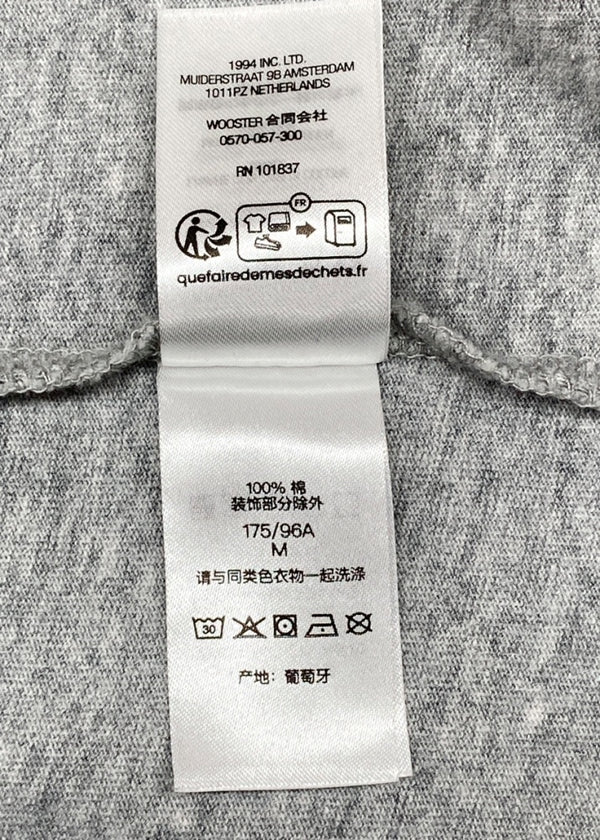 1994 INC. LTD.
MUIDERSTRAAT 9B AMSTERDAM
1011PZ NETHERLANDS
WOOSTER 合同会社
0570-057-300
RN 101837
FR
quefairedemesdechets.fr
100% 棉
装饰部分除外
175/96A
M
请与同类色衣物一起洗涤
30
产地：葡萄牙